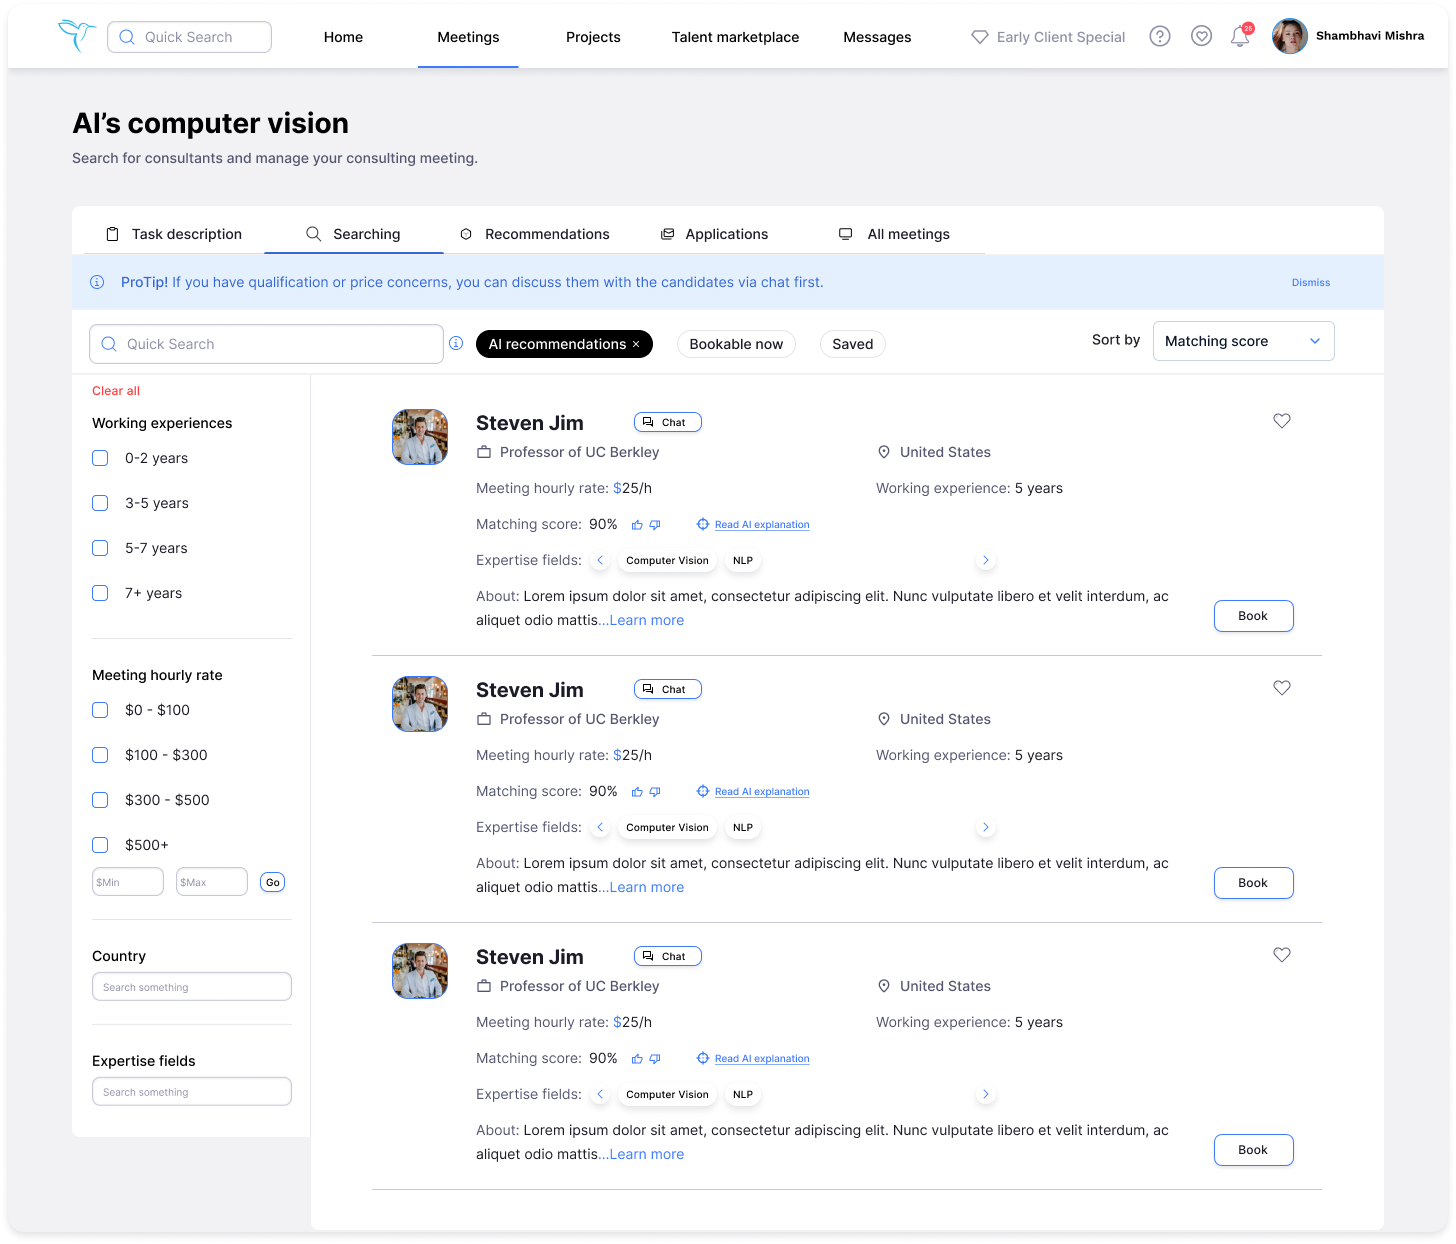 Quick Search
Home
Meetings
Projects
Talent marketplace
Messages
Early Client Special
25
Shambhavi Mishra
AI’s computer vision
Search for consultants and manage your consulting meeting.
Task description
Searching
Recommendations
Applications
All meetings
ProTip! If you have qualification or price concerns, you can discuss them with the candidates via chat first.
Dismiss
Quick Search
AI recommendations ×
Bookable now
Saved
Sort by
Matching score
Clear all
Working experiences
0-2 years
3-5 years
5-7 years
7+ years
Meeting hourly rate
$0 - $100
$100 - $300
$300 - $500
$500+
$Min
$Max
Go
Country
Search something
Expertise fields
Search something
Steven Jim
Chat
Professor of UC Berkley
United States
Meeting hourly rate: $25/h
Working experience: 5 years
Matching score: 90%
Read AI explanation
Expertise fields:
Computer Vision
NLP
About: Lorem ipsum dolor sit amet, consectetur adipiscing elit. Nunc vulputate libero et velit interdum, ac
aliquet odio mattis...Learn more
Book
Steven Jim
Chat
Professor of UC Berkley
United States
Meeting hourly rate: $25/h
Working experience: 5 years
Matching score: 90%
Read AI explanation
Expertise fields:
Computer Vision
NLP
About: Lorem ipsum dolor sit amet, consectetur adipiscing elit. Nunc vulputate libero et velit interdum, ac
aliquet odio mattis...Learn more
Book
Steven Jim
Chat
Professor of UC Berkley
United States
Meeting hourly rate: $25/h
Working experience: 5 years
Matching score: 90%
Read AI explanation
Expertise fields:
Computer Vision
NLP
About: Lorem ipsum dolor sit amet, consectetur adipiscing elit. Nunc vulputate libero et velit interdum, ac
aliquet odio mattis...Learn more
Book